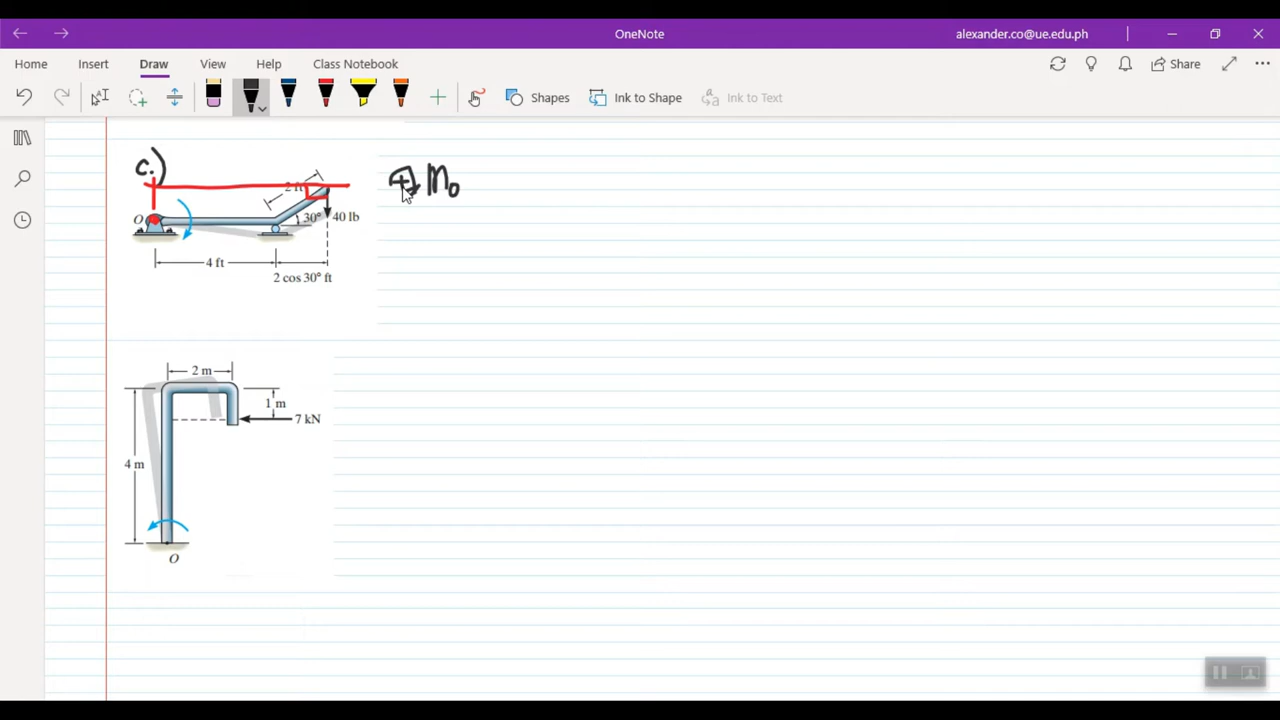 OneNote
alexander.co@ue.edu.ph
Home Insert Draw View Help Class Notebook
Share
Shapes Ink to Shape Ink to Text
c.) + M₀
2 ft
O 30° 40 lb
4 ft
2 cos 30° ft
2 m
1 m
7 kN
4 m
O